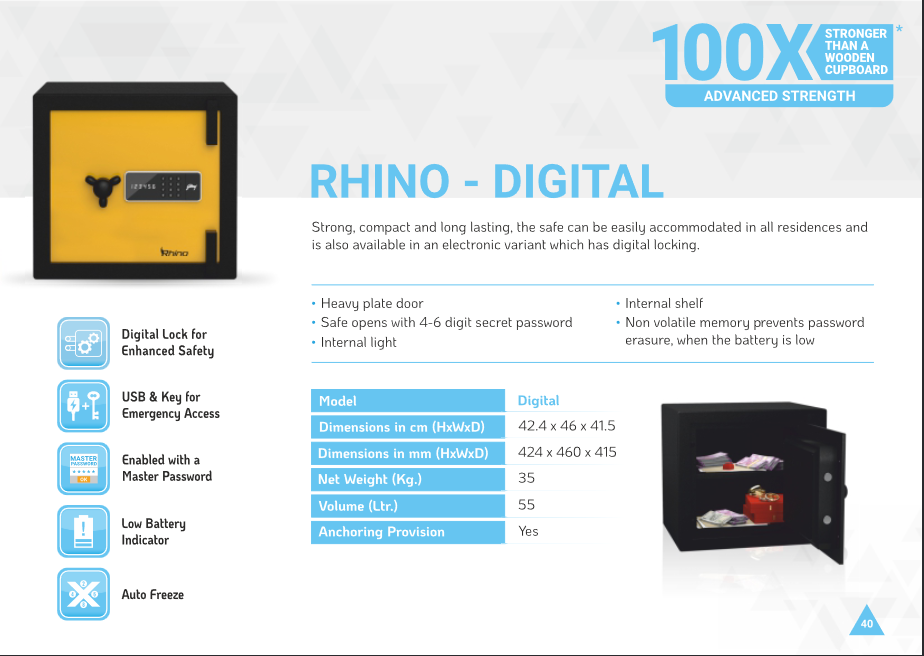 100X
STRONGER
THAN A
WOODEN
CUPBOARD
*
ADVANCED STRENGTH
123456
Rhino
RHINO - DIGITAL
Strong, compact and long lasting, the safe can be easily accommodated in all residences and
is also available in an electronic variant which has digital locking.
• Heavy plate door
• Safe opens with 4-6 digit secret password
• Internal light
• Internal shelf
• Non volatile memory prevents password
erasure, when the battery is low
Digital Lock for
Enhanced Safety
USB & Key for
Emergency Access
MASTER
PASSWORD
*****
OK
Enabled with a
Master Password
Low Battery
Indicator
Auto Freeze
Model Digital
Dimensions in cm (HxWxD) 42.4 x 46 x 41.5
Dimensions in mm (HxWxD) 424 x 460 x 415
Net Weight (Kg.) 35
Volume (Ltr.) 55
Anchoring Provision Yes
40